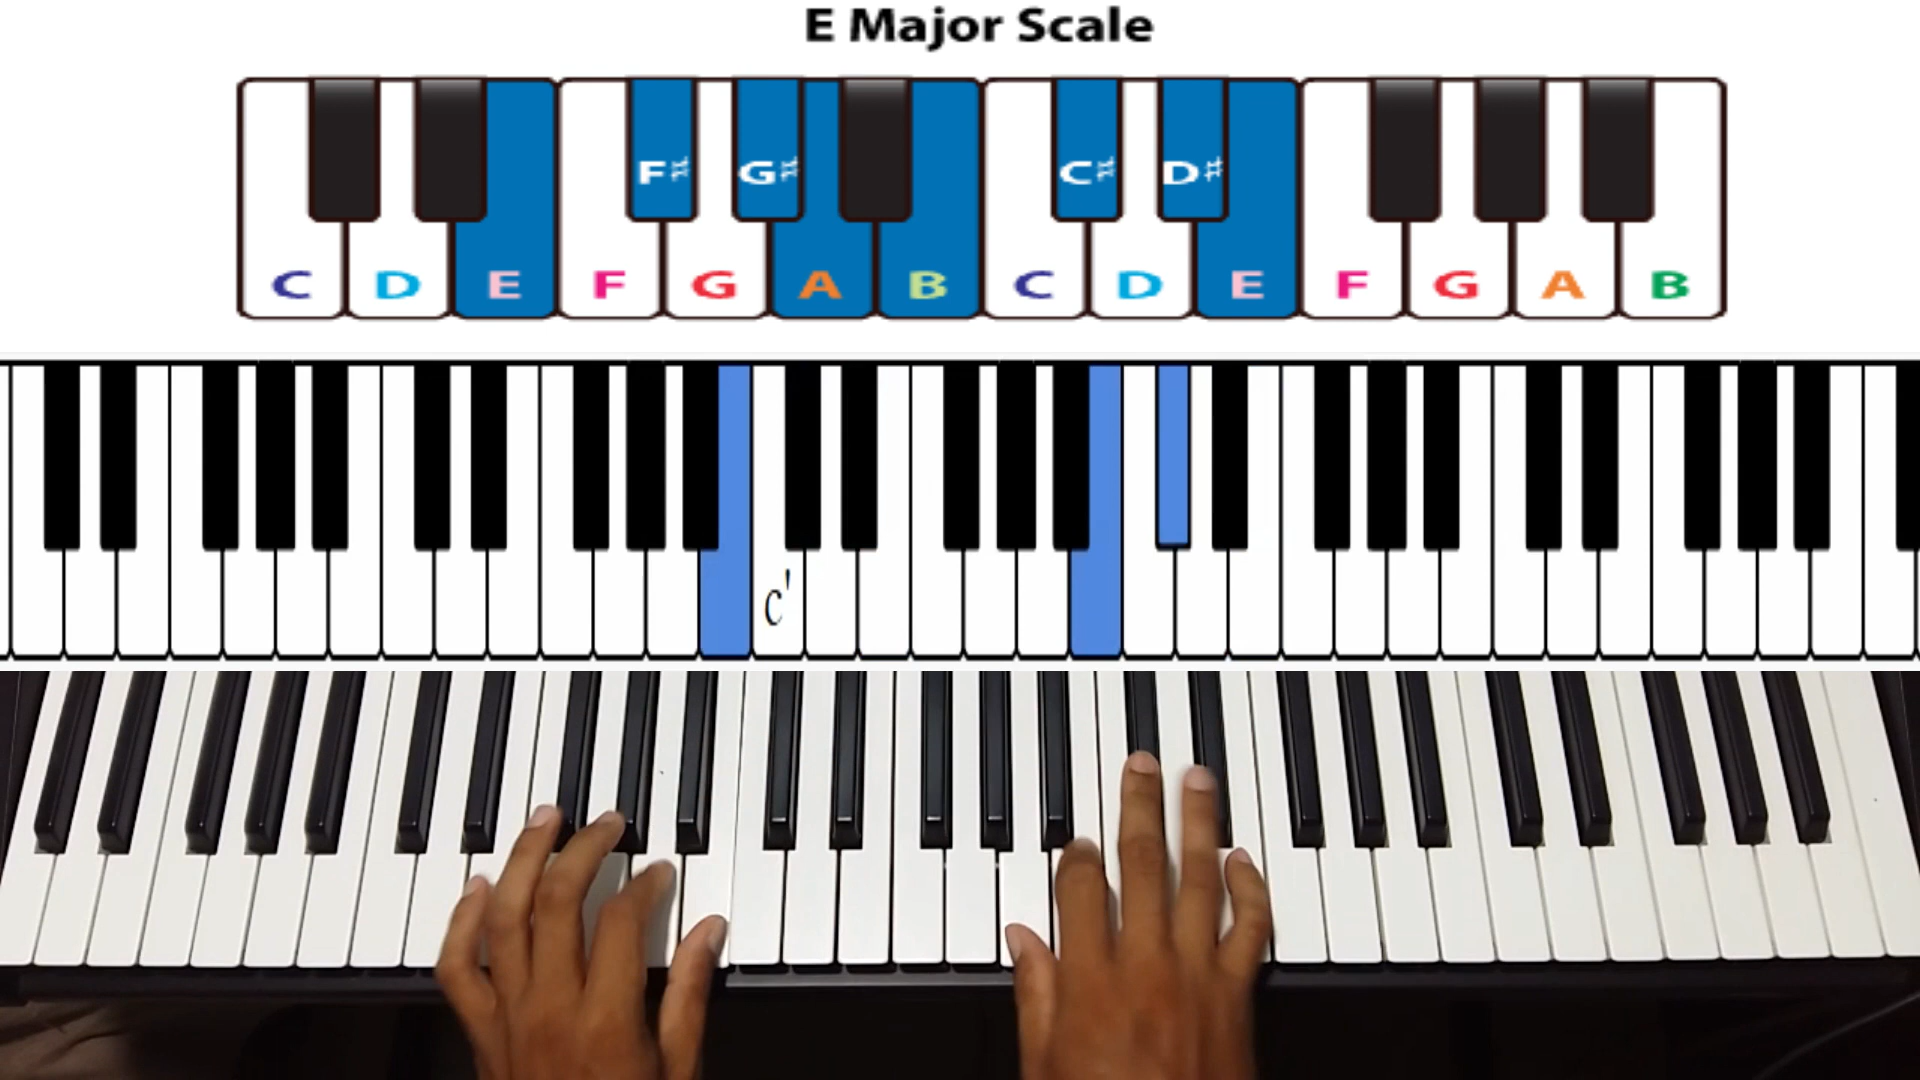 E Major Scale
F♯ G♯ C♯ D♯
C D E F G A B C D E F G A B
c'